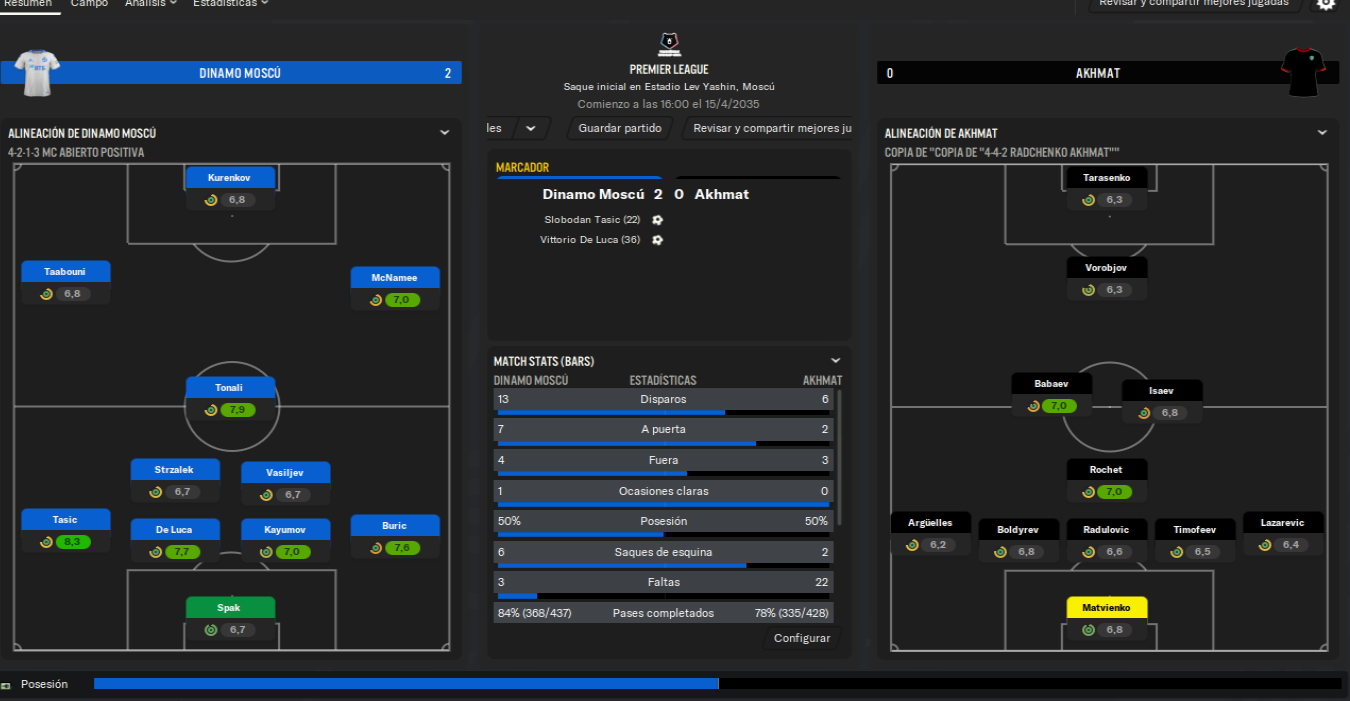 Resumen Campo Análisis Estadísticas Revisar y compartir mejores jugadas
DINAMO MOSCÚ 2
PREMIER LEAGUE
Saque inicial en Estadio Lev Yashin, Moscú
Comienzo a las 16:00 el 15/4/2035
0 AKHMAT
les Guardar partido Revisar y compartir mejores ju
ALINEACIÓN DE DINAMO MOSCÚ
4-2-1-3 MC ABIERTO POSITIVA
Kurenkov
6,8
Taabouni
6,8
McNamee
7,0
Tonali
7,9
Strzalek
6,7
Vasiljev
6,7
Tasic
8,3
De Luca
7,7
Kayumov
7,0
Buric
7,6
Spak
6,7
MARCADOR
Dinamo Moscú 2 0 Akhmat
Slobodan Tasic (22)
Vittorio De Luca (36)
MATCH STATS (BARS)
DINAMO MOSCÚ ESTADÍSTICAS AKHMAT
13 Disparos 6
7 A puerta 2
4 Fuera 3
1 Ocasiones claras 0
50% Posesión 50%
6 Saques de esquina 2
3 Faltas 22
84% (368/437) Pases completados 78% (335/428)
Configurar
ALINEACIÓN DE AKHMAT
COPIA DE "COPIA DE "4-4-2 RADCHENKO AKHMAT""
Tarasenko
6,3
Vorobjov
6,3
Babaev
7,0
Isaev
6,8
Rochet
7,0
Argüelles
6,2
Boldyrev
6,8
Radulovic
6,6
Timofeev
6,5
Lazarevic
6,4
Matvienko
6,8
Posesión